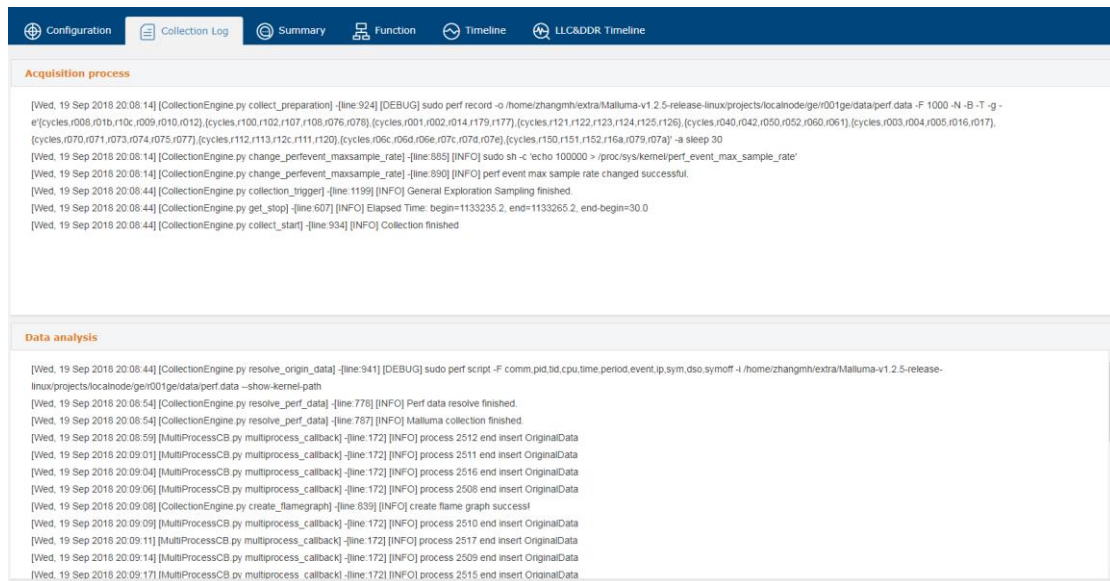 Configuration
Collection Log
Summary
Function
Timeline
LLC&DDR Timeline
Acquisition process
[Wed, 19 Sep 2018 20:08:14] [CollectionEngine.py collect_preparation] -[line:924] [DEBUG] sudo perf record -o /home/zhangmh/extra/Malluma-v1.2.5-release-linux/projects/localnode/ge/r001ge/data/perf.data -F 1000 -N -B -T -g -
e'{cycles,r008,r01b,r10c,r009,r010,r012},{cycles,r100,r102,r107,r108,r076,r078},{cycles,r001,r002,r014,r179,r177},{cycles,r121,r122,r123,r124,r125,r126},{cycles,r040,r042,r050,r052,r060,r061},{cycles,r003,r004,r005,r016,r017},
{cycles,r070,r071,r073,r074,r075,r077},{cycles,r112,r113,r12c,r111,r120},{cycles,r06c,r06d,r06e,r07c,r07d,r07e},{cycles,r150,r151,r152,r16a,r079,r07a}' -a sleep 30
[Wed, 19 Sep 2018 20:08:14] [CollectionEngine.py change_perfevent_maxsample_rate] -[line:885] [INFO] sudo sh -c 'echo 100000 > /proc/sys/kernel/perf_event_max_sample_rate'
[Wed, 19 Sep 2018 20:08:14] [CollectionEngine.py change_perfevent_maxsample_rate] -[line:890] [INFO] perf event max sample rate changed successful.
[Wed, 19 Sep 2018 20:08:44] [CollectionEngine.py collection_trigger] -[line:1199] [INFO] General Exploration Sampling finished.
[Wed, 19 Sep 2018 20:08:44] [CollectionEngine.py get_stop] -[line:607] [INFO] Elapsed Time: begin=1133235.2, end=1133265.2, end-begin=30.0
[Wed, 19 Sep 2018 20:08:44] [CollectionEngine.py collect_start] -[line:934] [INFO] Collection finished
Data analysis
[Wed, 19 Sep 2018 20:08:44] [CollectionEngine.py resolve_origin_data] -[line:941] [DEBUG] sudo perf script -F comm,pid,tid,cpu,time,period,event,ip,sym,dso,symoff -i /home/zhangmh/extra/Malluma-v1.2.5-release-
linux/projects/localnode/ge/r001ge/data/perf.data --show-kernel-path
[Wed, 19 Sep 2018 20:08:54] [CollectionEngine.py resolve_perf_data] -[line:778] [INFO] Perf data resolve finished.
[Wed, 19 Sep 2018 20:08:54] [CollectionEngine.py resolve_perf_data] -[line:787] [INFO] Malluma collection finished.
[Wed, 19 Sep 2018 20:08:59] [MultiProcessCB.py multiprocess_callback] -[line:172] [INFO] process 2512 end insert OriginalData
[Wed, 19 Sep 2018 20:09:01] [MultiProcessCB.py multiprocess_callback] -[line:172] [INFO] process 2511 end insert OriginalData
[Wed, 19 Sep 2018 20:09:04] [MultiProcessCB.py multiprocess_callback] -[line:172] [INFO] process 2516 end insert OriginalData
[Wed, 19 Sep 2018 20:09:06] [MultiProcessCB.py multiprocess_callback] -[line:172] [INFO] process 2508 end insert OriginalData
[Wed, 19 Sep 2018 20:09:08] [CollectionEngine.py create_flamegraph] -[line:839] [INFO] create flame graph success!
[Wed, 19 Sep 2018 20:09:09] [MultiProcessCB.py multiprocess_callback] -[line:172] [INFO] process 2510 end insert OriginalData
[Wed, 19 Sep 2018 20:09:11] [MultiProcessCB.py multiprocess_callback] -[line:172] [INFO] process 2517 end insert OriginalData
[Wed, 19 Sep 2018 20:09:14] [MultiProcessCB.py multiprocess_callback] -[line:172] [INFO] process 2509 end insert OriginalData
[Wed, 19 Sep 2018 20:09:17] [MultiProcessCB.py multiprocess_callback] -[line:172] [INFO] process 2515 end insert OriginalData